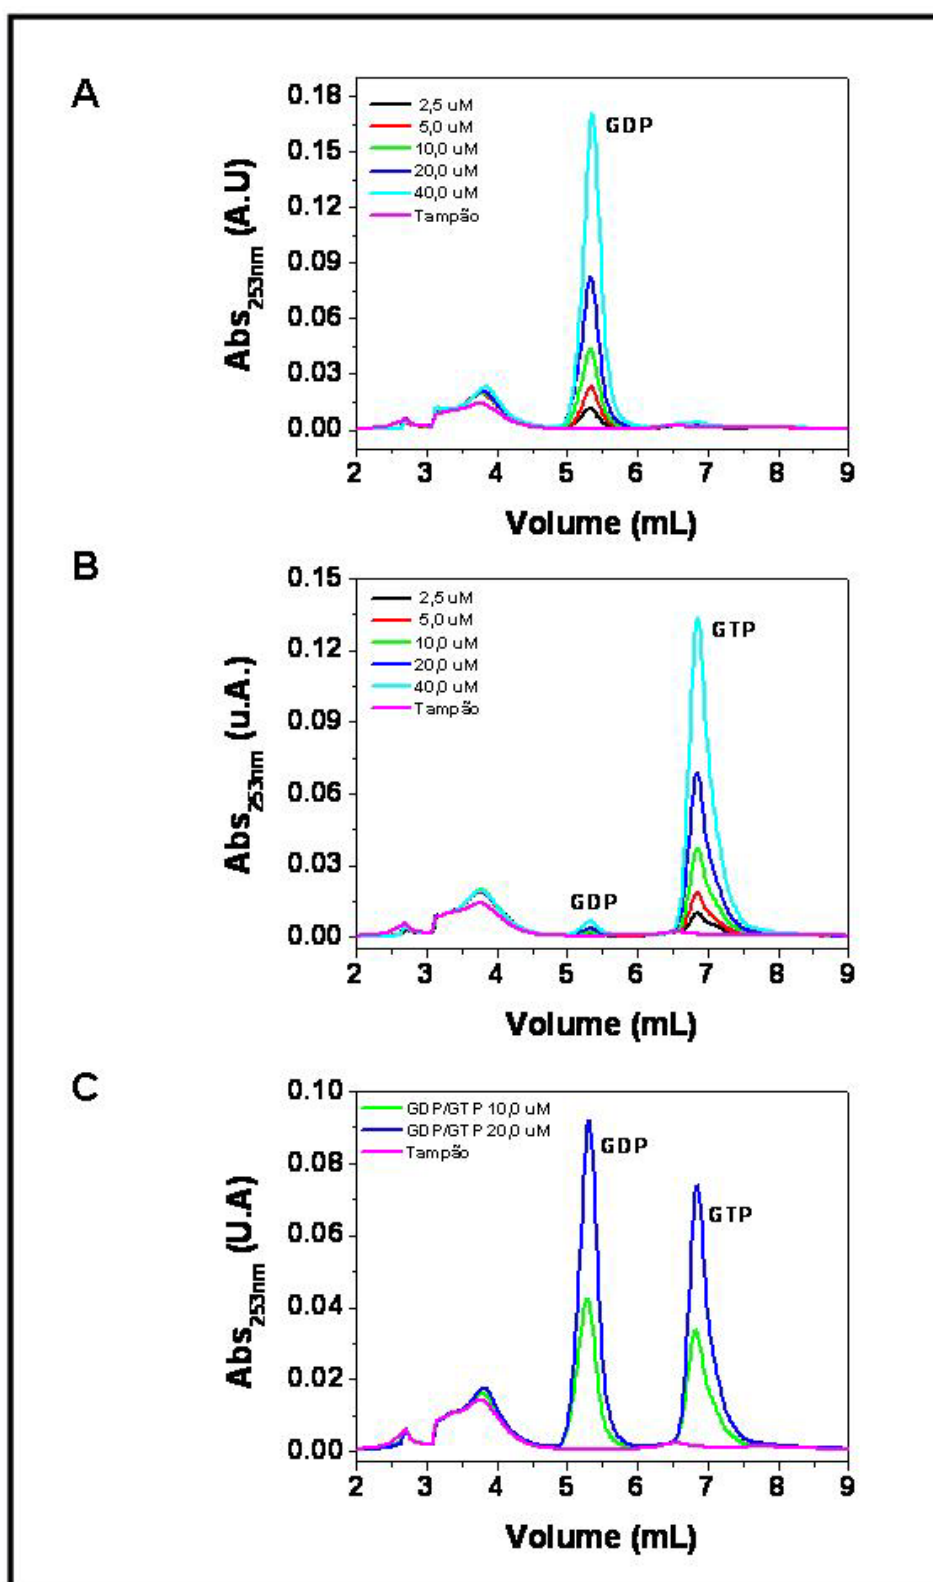 A
0.18
0.15
0.12
0.09
0.06
0.03
0.00
Abs253nm (A.U)
2,5 uM
5,0 uM
10,0 uM
20,0 uM
40,0 uM
Tampão
GDP
2 3 4 5 6 7 8 9
Volume (mL)
B
0.15
0.12
0.09
0.06
0.03
0.00
Abs253nm (u.A.)
2,5 uM
5,0 uM
10,0 uM
20,0 uM
40,0 uM
Tampão
GTP
GDP
2 3 4 5 6 7 8 9
Volume (mL)
C
0.10
0.08
0.06
0.04
0.02
0.00
Abs253nm (U.A)
GDP/GTP 10,0 uM
GDP/GTP 20,0 uM
Tampão
GDP
GTP
2 3 4 5 6 7 8 9
Volume (mL)